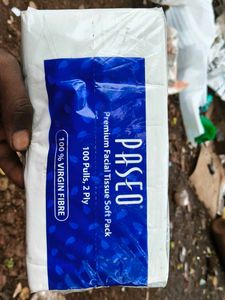 PASEO
Premium Facial Tissue Soft Pack
100 Pulls, 2 Ply
100 % VIRGIN FIBRE